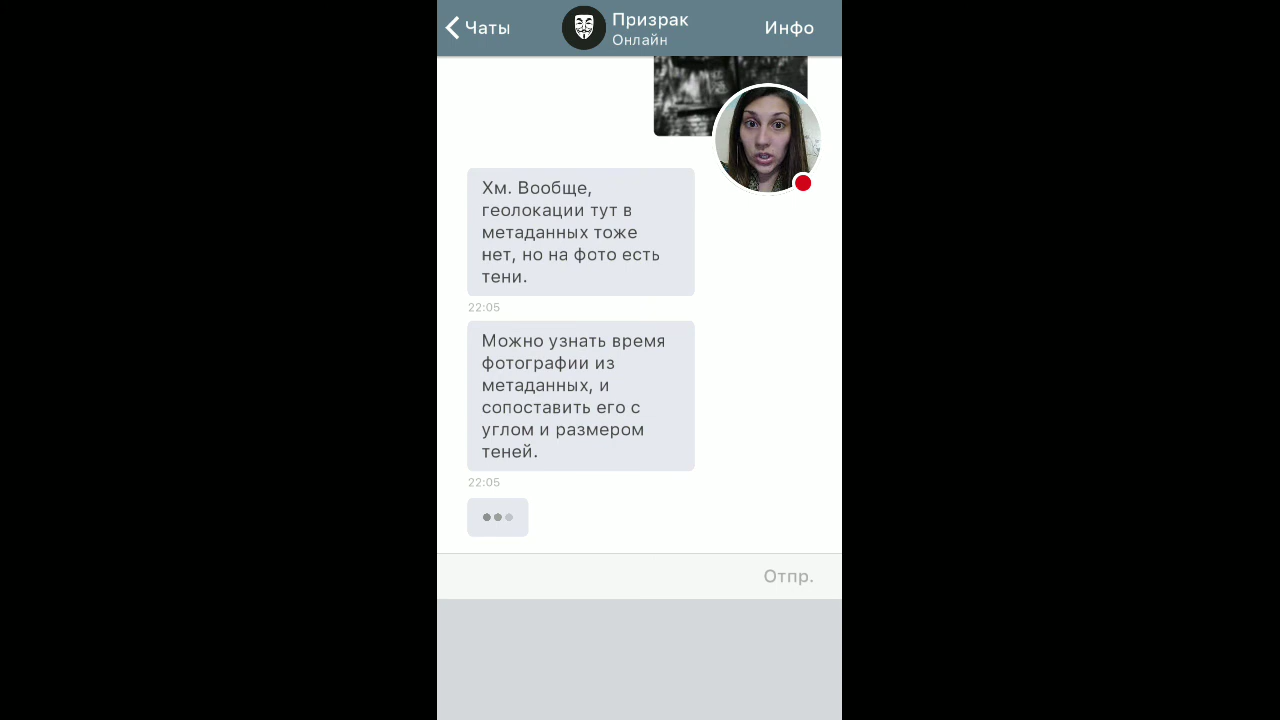 Чаты
Призрак
Онлайн
Инфо
Хм. Вообще,
геолокации тут в
метаданных тоже
нет, но на фото есть
тени.
22:05
Можно узнать время
фотографии из
метаданных, и
сопоставить его с
углом и размером
теней.
22:05
Отпр.